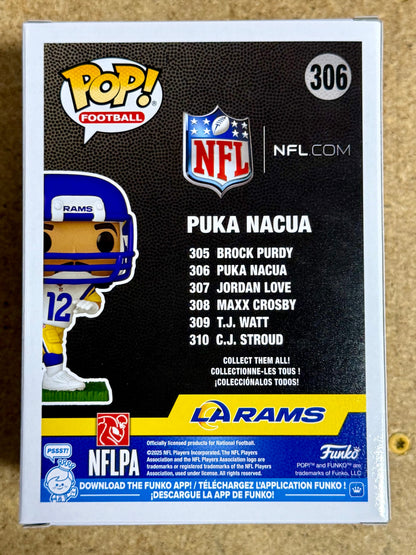 POP!
FOOTBALL
306
NFL
NFL.COM
PUKA NACUA
305 BROCK PURDY
306 PUKA NACUA
307 JORDAN LOVE
308 MAXX CROSBY
309 T.J. WATT
310 C.J. STROUD
COLLECT THEM ALL!
COLLECTIONNE-LES TOUS !
¡COLECCIÓNALOS TODOS!
RAMS
12
LA RAMS
NFLPA
Officially licensed products for National Football.
©2025 NFL Players Incorporated. The NFL Players
Association and the NFL Players Association logo are
trademarks or registered trademarks of the NFL Players
Association, used under license. All rights reserved.
Funko
POP!™ and FUNKO™ are
trademarks of Funko, LLC
PSSST!
DOWNLOAD THE FUNKO APP! / TÉLÉCHARGEZ L'APPLICATION FUNKO !
/ ¡DESCARGUE LA APP DE FUNKO!